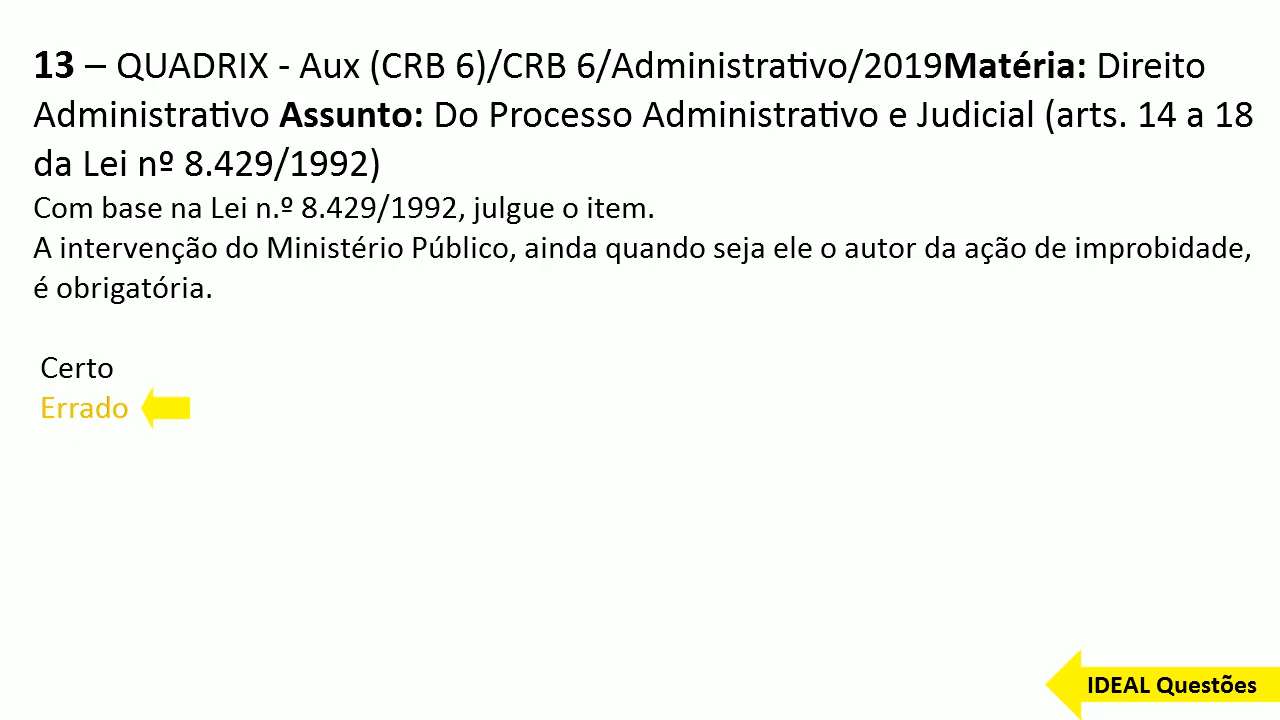 13 – QUADRIX - Aux (CRB 6)/CRB 6/Administrativo/2019Matéria: Direito
Administrativo Assunto: Do Processo Administrativo e Judicial (arts. 14 a 18
da Lei nº 8.429/1992)
Com base na Lei n.º 8.429/1992, julgue o item.
A intervenção do Ministério Público, ainda quando seja ele o autor da ação de improbidade,
é obrigatória.
Certo
Errado
IDEAL Questões